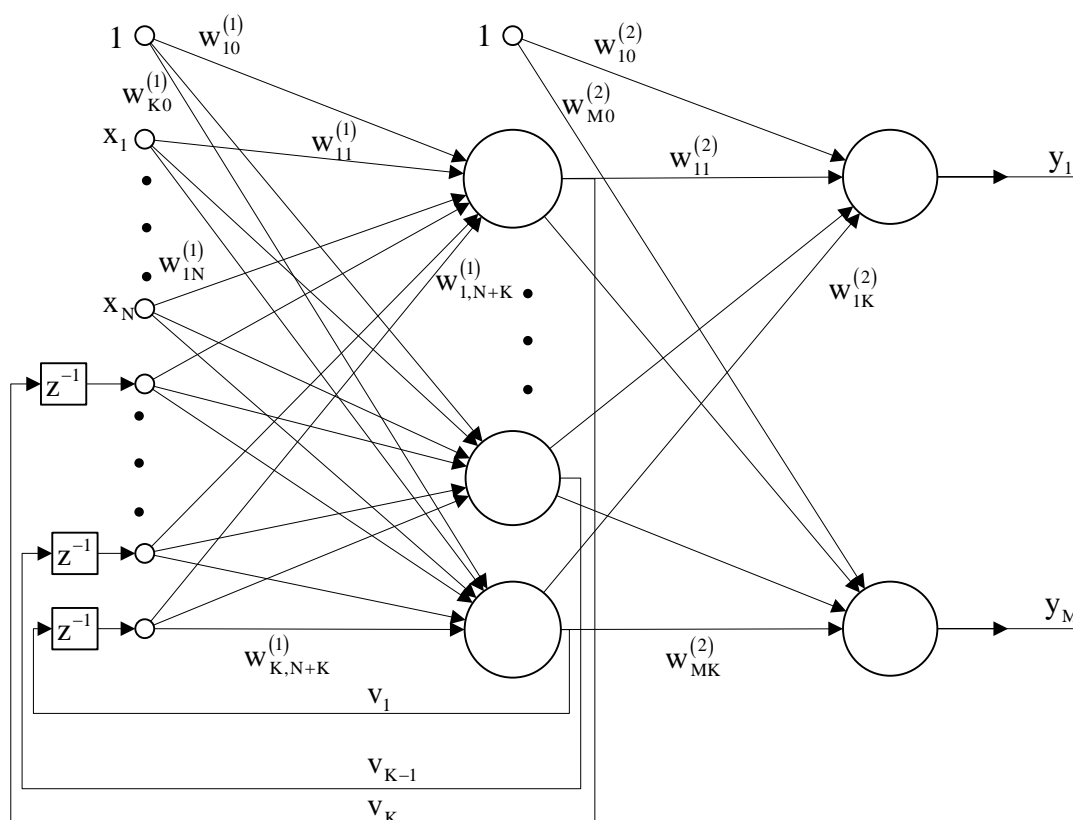 1
w_{10}^{(1)}
1
w_{10}^{(2)}
w_{K0}^{(1)}
w_{M0}^{(2)}
x_1
w_{11}^{(1)}
w_{11}^{(2)}
y_1
w_{1N}^{(1)}
w_{1,N+K}^{(1)}
w_{1K}^{(2)}
x_N
z^{-1}
z^{-1}
z^{-1}
y_M
w_{K,N+K}^{(1)}
w_{MK}^{(2)}
v_1
v_{K-1}
v_K